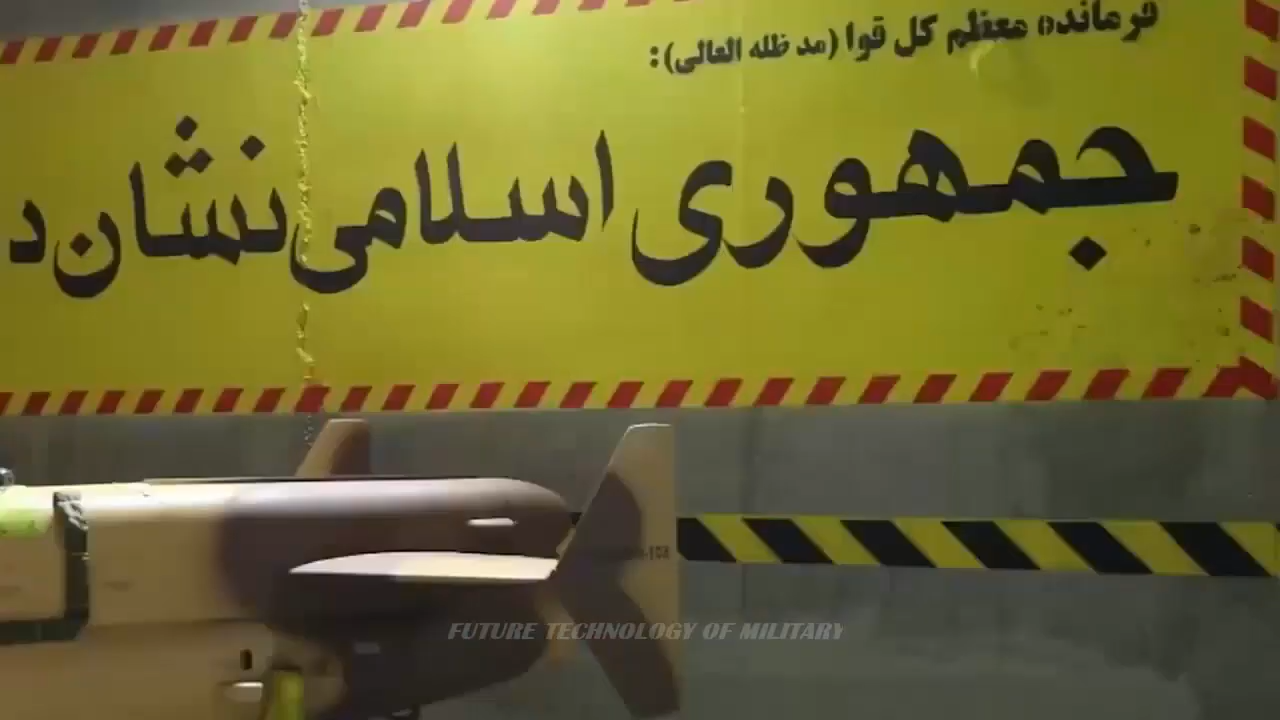 فرمانده معظم کل قوا (مد ظله العالی):
جمهوری اسلامی نشان د
FUTURE TECHNOLOGY OF MILITARY